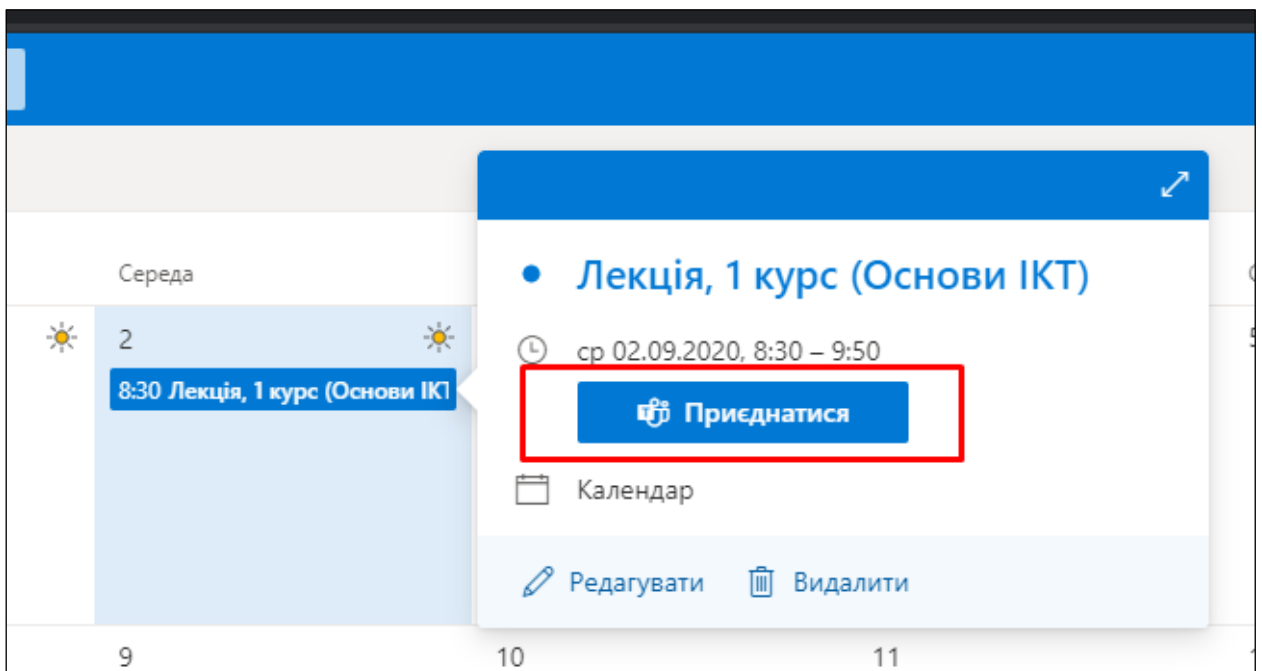 Середа
2
8:30 Лекція, 1 курс (Основи ІКТ
Лекція, 1 курс (Основи ІКТ)
ср 02.09.2020, 8:30 – 9:50
Приєднатися
Календар
Редагувати Видалити
9 10 11